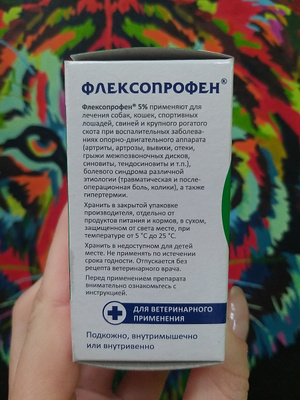 ФЛЕКСОПРОФЕН®
Флексопрофен® 5% применяют для
лечения собак, кошек, спортивных
лошадей, свиней и крупного рогатого
скота при воспалительных заболева-
ниях опорно-двигательного аппарата
(артриты, артрозы, вывихи, отеки,
грыжи межпозвоночных дисков,
синовиты, тендосиновиты и т.п.),
болевого синдрома различной
этиологии (травматическая и после-
операционная боль, колики), а также
гипертермии.
Хранить в закрытой упаковке
производителя, отдельно от
продуктов питания и кормов, в сухом,
защищенном от света месте, при
температуре от 5 °С до 25 °С.
Хранить в недоступном для детей
месте. Не применять по истечении
срока годности. Отпускается без
рецепта ветеринарного врача.
Перед применением препарата
внимательно ознакомьтесь с
инструкцией.
ДЛЯ ВЕТЕРИНАРНОГО
ПРИМЕНЕНИЯ
Подкожно, внутримышечно
или внутривенно